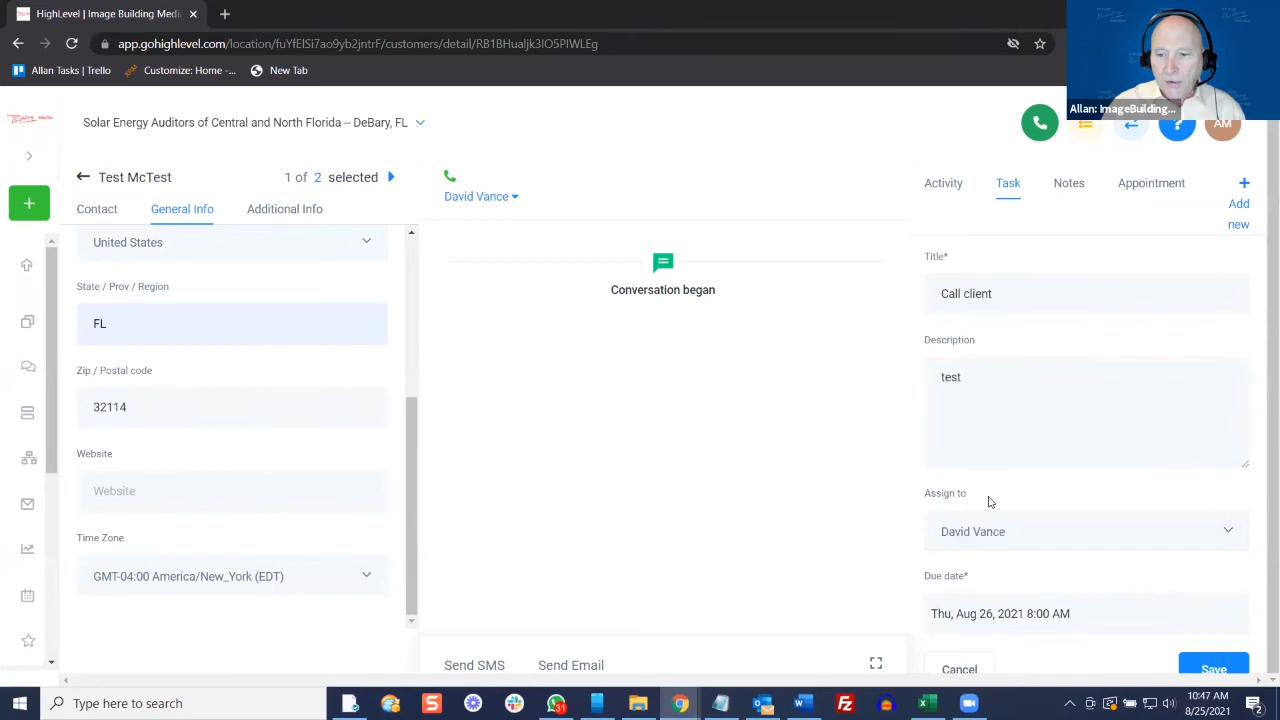 HighLevel | Image Building Medi
app.gohighlevel.com/location/fuYfElSi7ao9yb2jntrF/customers/detail/RB1BHuaIjk3IO5PIWLEg
Allan Tasks | Trello
Customize: Home -...
New Tab
Allan: ImageBuilding...
Solar Energy Auditors of Central and North Florida -- Debary, FL
AM
Test McTest
1 of 2 selected
Contact
General Info
Additional Info
United States
State / Prov / Region
FL
Zip / Postal code
32114
Website
Website
Time Zone
GMT-04:00 America/New_York (EDT)
David Vance
Conversation began
Send SMS
Send Email
Activity
Task
Notes
Appointment
+
Add
new
Title*
Call client
Description
test
Assign to
David Vance
Due date*
Thu, Aug 26, 2021 8:00 AM
Cancel
Save
Type here to search
31
10:47 AM
8/25/2021